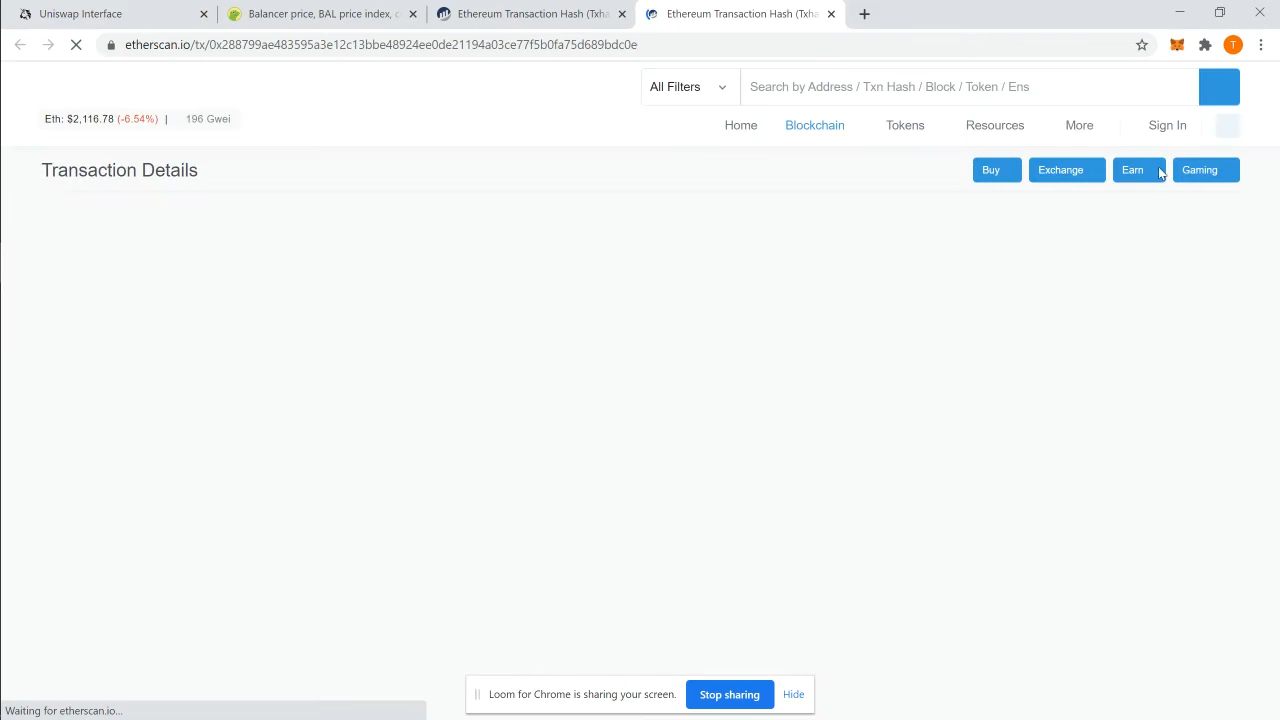 Uniswap Interface
Balancer price, BAL price index, c
Ethereum Transaction Hash (Txha
Ethereum Transaction Hash (Txha
etherscan.io/tx/0x288799ae483595a3e12c13bbe48924ee0de21194a03ce77f5b0fa75d689bdc0e
T
All Filters
Search by Address / Txn Hash / Block / Token / Ens
Eth: $2,116.78 (-6.54%) | 196 Gwei
Home
Blockchain
Tokens
Resources
More
Sign In
Transaction Details
Buy
Exchange
Earn
Gaming
Loom for Chrome is sharing your screen.
Stop sharing
Hide
Waiting for etherscan.io...